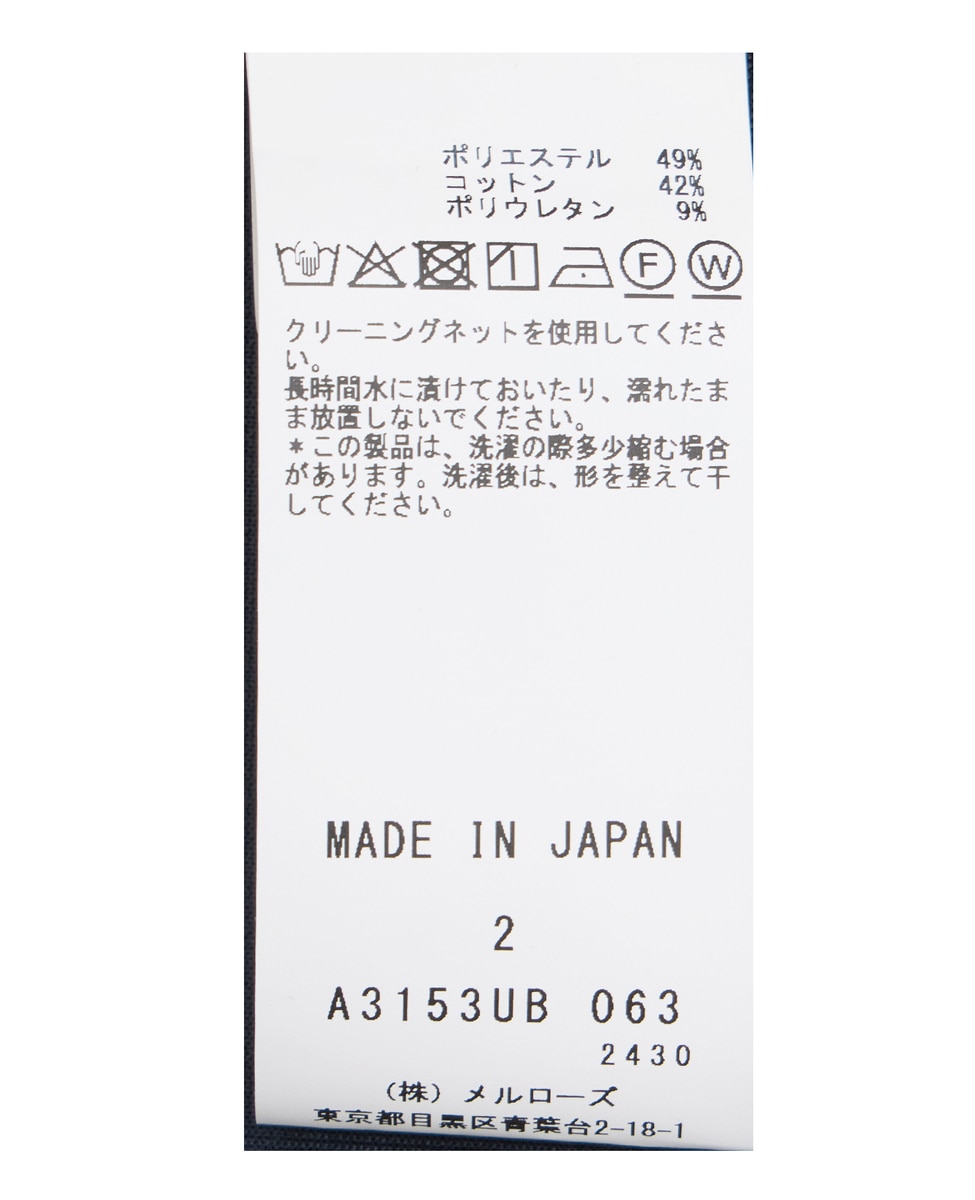 ポリエステル 49%
コットン 42%
ポリウレタン 9%
F W
クリーニングネットを使用してくださ
い。
長時間水に漬けておいたり、濡れたま
ま放置しないでください。
＊この製品は、洗濯の際多少縮む場合
があります。洗濯後は、形を整えて干
してください。
MADE IN JAPAN
2
A3153UB 063
2430
（株）メルローズ
東京都目黒区青葉台2-18-1